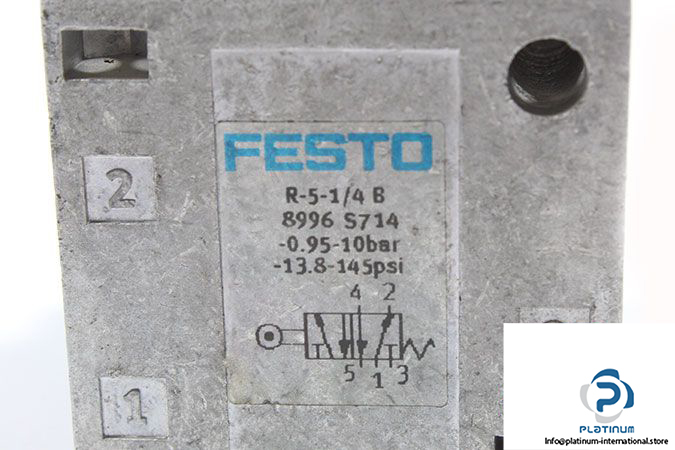 FESTO
R-5-1/4 B
8996 S714
-0.95-10bar
-13.8-145psi
4 2
5 1 3
2
1
PLATINUM
Info@platinum-international.store